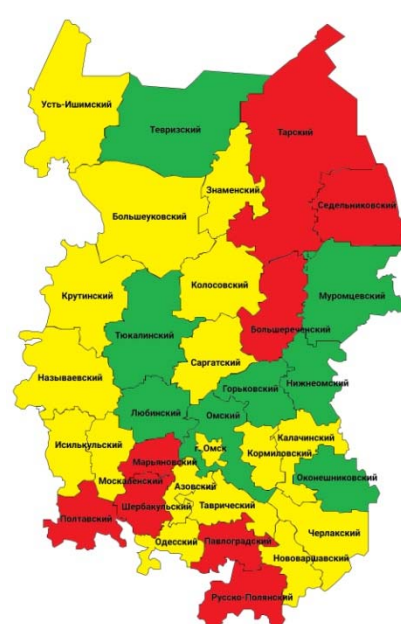 Усть-Ишимский
Тевризский
Тарский
Знаменский
Седельниковский
Большеуковский
Колосовский
Крутинский
Муромцевский
Большереченский
Тюкалинский
Саргатский
Называевский
Горьковский
Нижнеомский
Любинский
Омский
Калачинский
Исилькульский
г. Омск
Кормиловский
Марьяновский
Москаленский
Азовский
Оконешниковский
Шербакульский
Таврический
Полтавский
Черлакский
Одесский
Павлоградский
Нововаршавский
Русско-Полянский